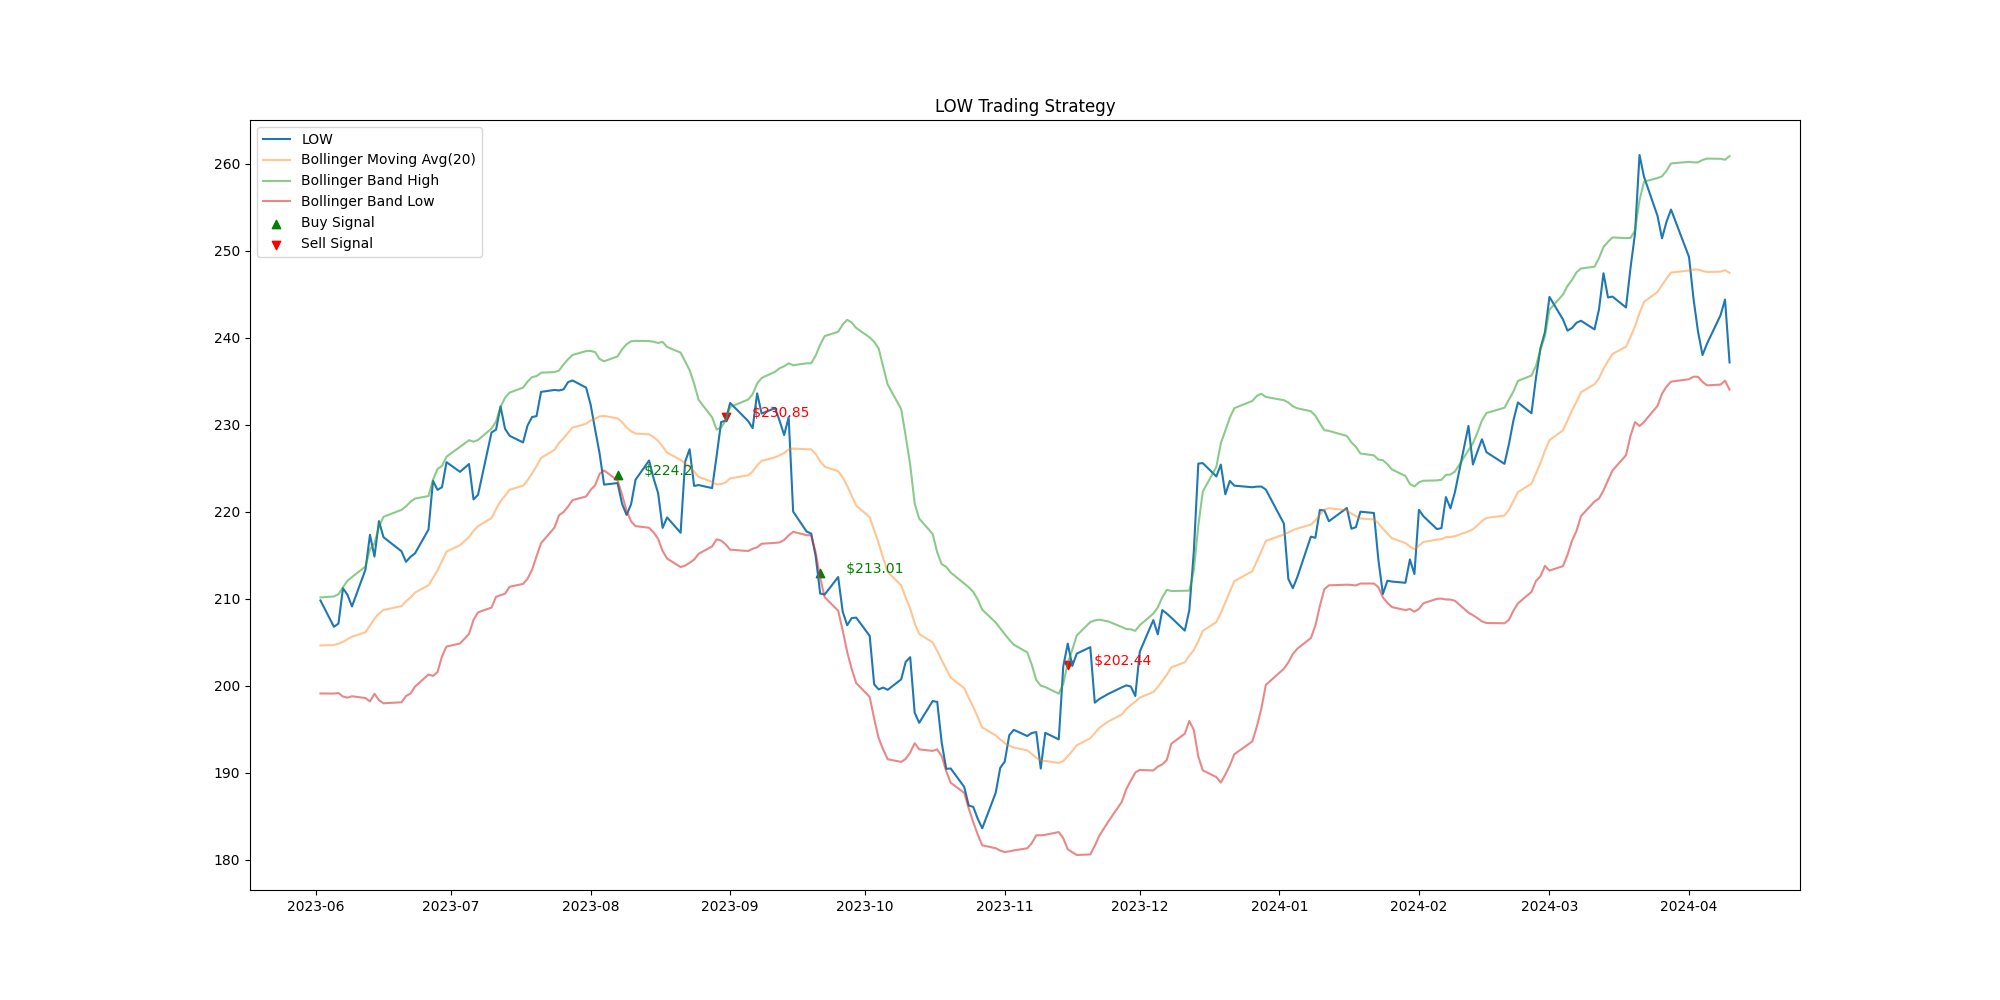 LOW Trading Strategy
LOW
Bollinger Moving Avg(20)
Bollinger Band High
Bollinger Band Low
Buy Signal
Sell Signal
260
250
240
230
220
210
200
190
180
$230.85
$224.2
$213.01
$202.44
2023-06 2023-07 2023-08 2023-09 2023-10 2023-11 2023-12 2024-01 2024-02 2024-03 2024-04